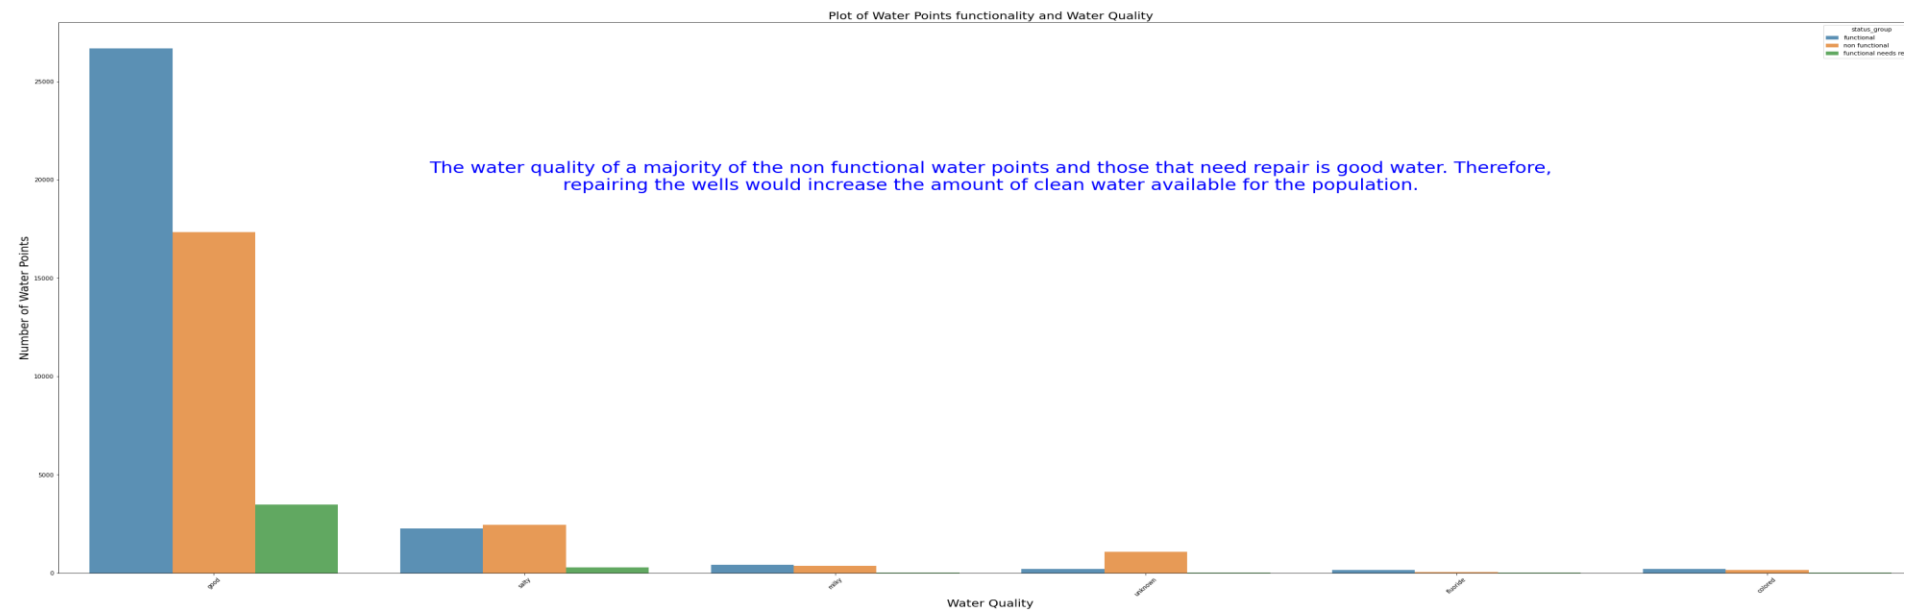 Plot of Water Points functionality and Water Quality
status_group
functional
non functional
functional needs re
25000
20000
15000
10000
5000
0
Number of Water Points
The water quality of a majority of the non functional water points and those that need repair is good water. Therefore,
repairing the wells would increase the amount of clean water available for the population.
good
salty
milky
unknown
fluoride
colored
Water Quality